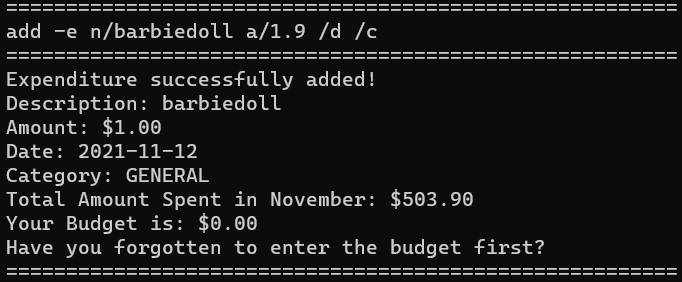 ========================================================
add -e n/barbiedoll a/1.9 /d /c
========================================================
Expenditure successfully added!
Description: barbiedoll
Amount: $1.00
Date: 2021-11-12
Category: GENERAL
Total Amount Spent in November: $503.90
Your Budget is: $0.00
Have you forgotten to enter the budget first?
========================================================